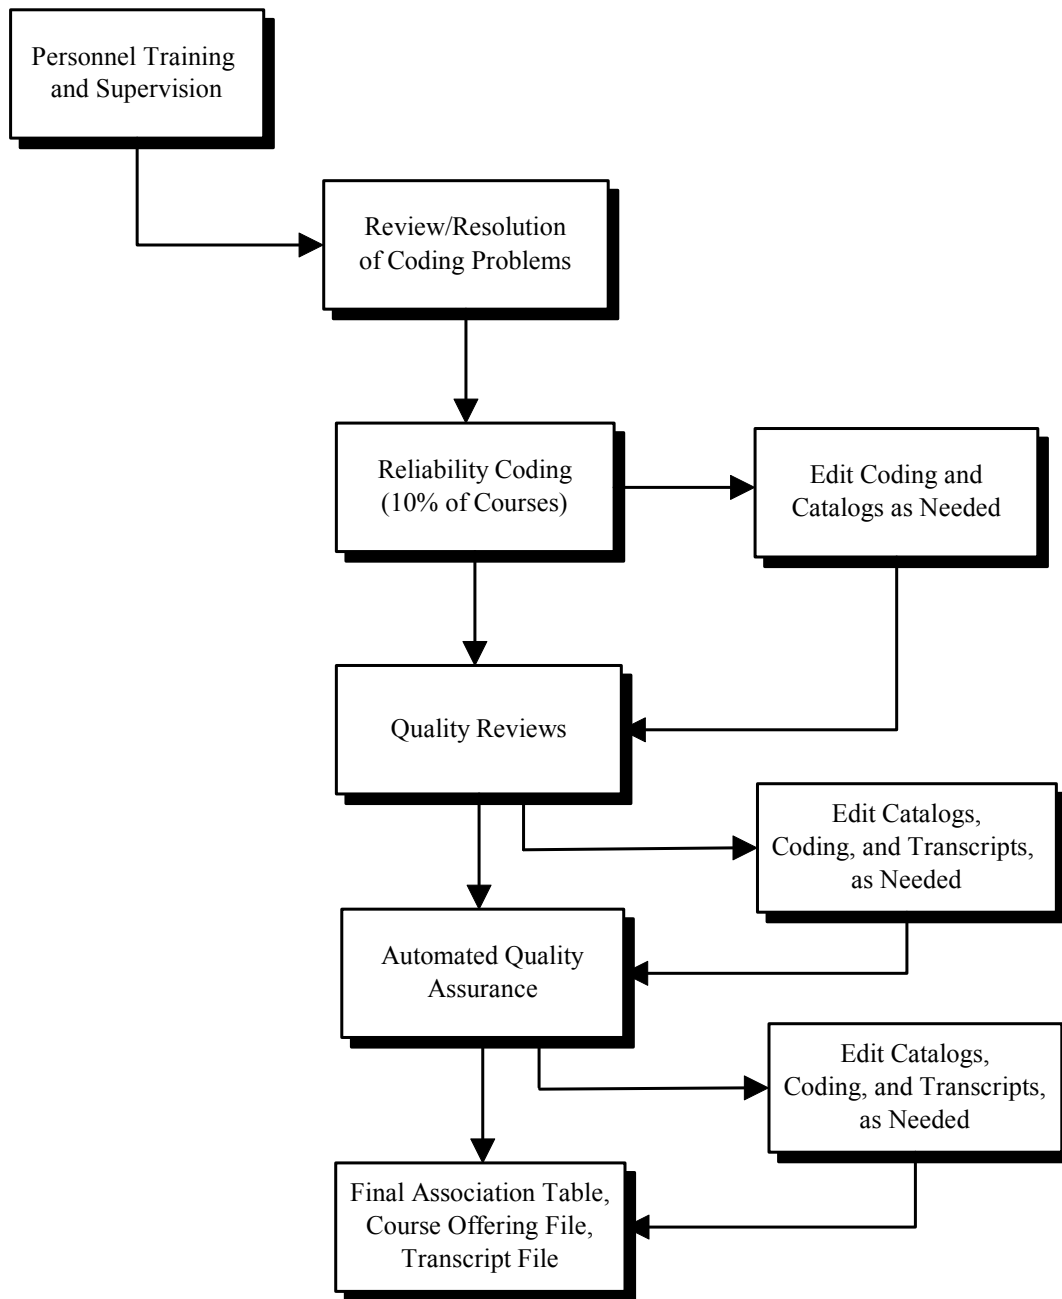 Personnel Training
and Supervision
Review/Resolution
of Coding Problems
Reliability Coding
(10% of Courses)
Edit Coding and
Catalogs as Needed
Quality Reviews
Edit Catalogs,
Coding, and Transcripts,
as Needed
Automated Quality
Assurance
Edit Catalogs,
Coding, and Transcripts,
as Needed
Final Association Table,
Course Offering File,
Transcript File